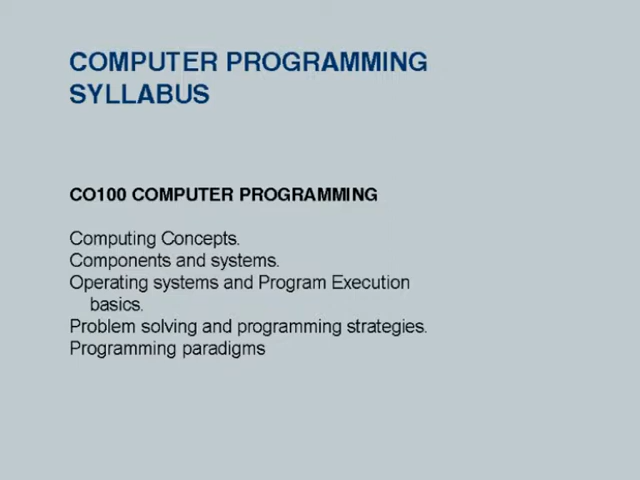 COMPUTER PROGRAMMING
SYLLABUS
CO100 COMPUTER PROGRAMMING
Computing Concepts.
Components and systems.
Operating systems and Program Execution
basics.
Problem solving and programming strategies.
Programming paradigms